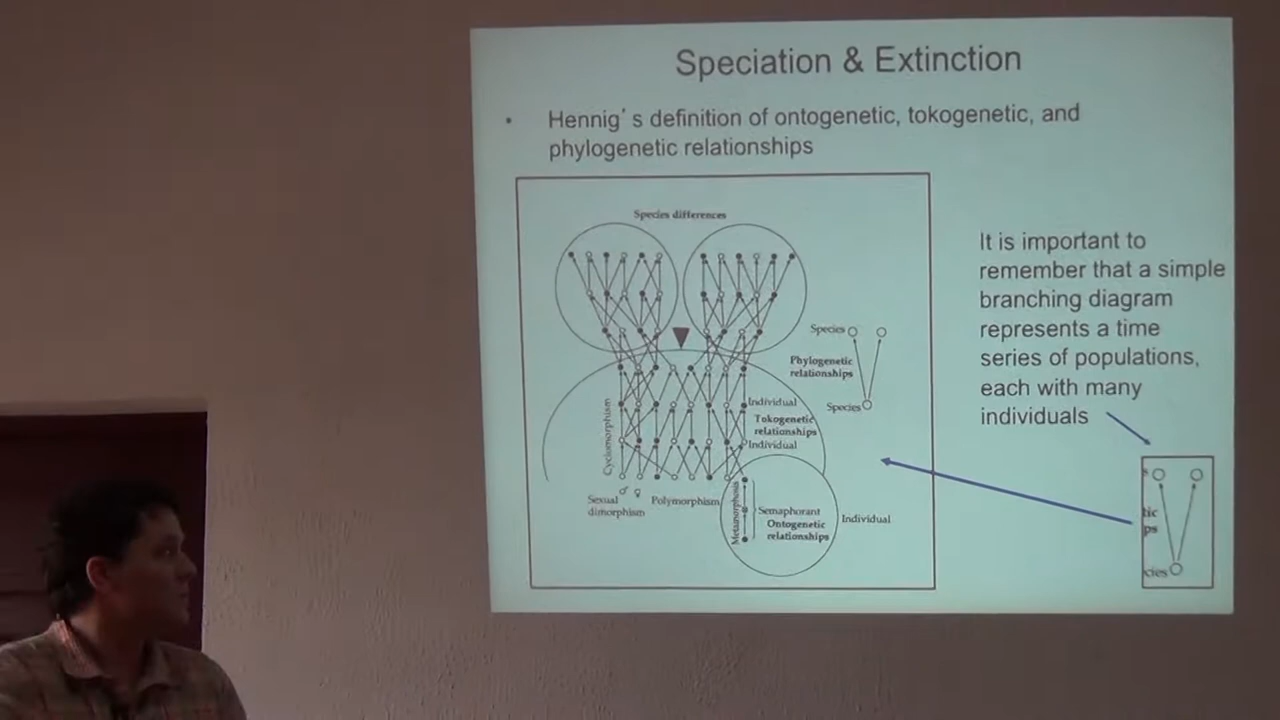 Speciation & Extinction
• Hennig's definition of ontogenetic, tokogenetic, and
phylogenetic relationships
Species differences
Species
Phylogenetic
relationships
Species
Cyclomorphism
Individual
Tokogenetic
relationships
Individual
♂ ♀
Sexual
dimorphism
Polymorphism
Metamorphosis
Semaphorant
Ontogenetic
relationships
Individual
It is important to
remember that a simple
branching diagram
represents a time
series of populations,
each with many
individuals
s
tic
ps
cies